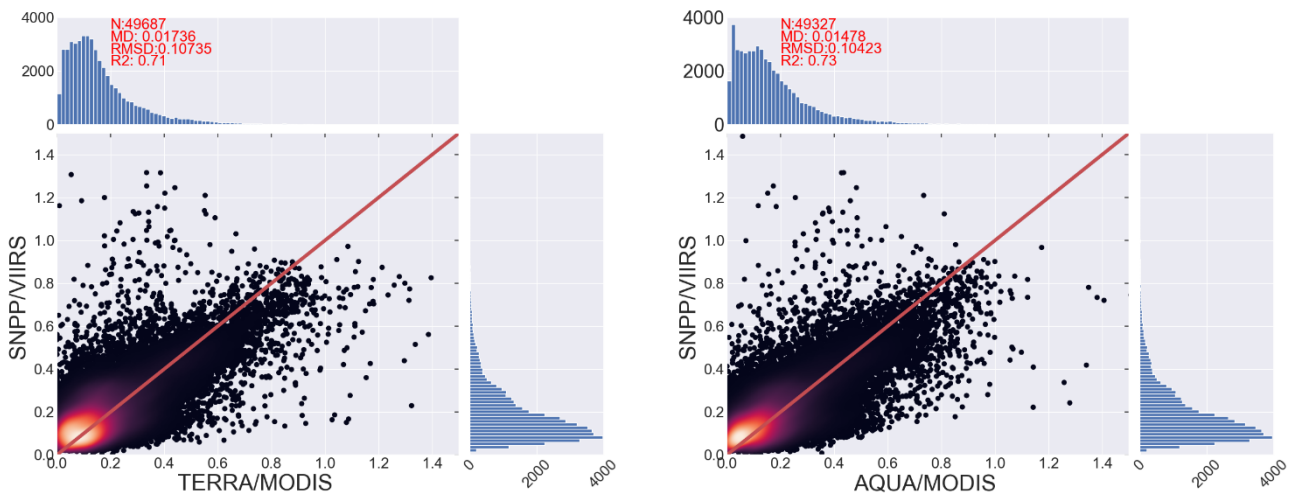 4000
N:49687
MD: 0.01736
RMSD:0.10735
R2: 0.71
2000
0
1.4
1.2
1.0
0.8
0.6
0.4
0.2
0.0
SNPP/VIIRS
0.0 0.2 0.4 0.6 0.8 1.0 1.2 1.4
TERRA/MODIS
0 2000 4000
4000
N:49327
MD: 0.01478
RMSD:0.10423
R2: 0.73
2000
0
1.4
1.2
1.0
0.8
0.6
0.4
0.2
0.0
SNPP/VIIRS
0.0 0.2 0.4 0.6 0.8 1.0 1.2 1.4
AQUA/MODIS
0 2000 4000